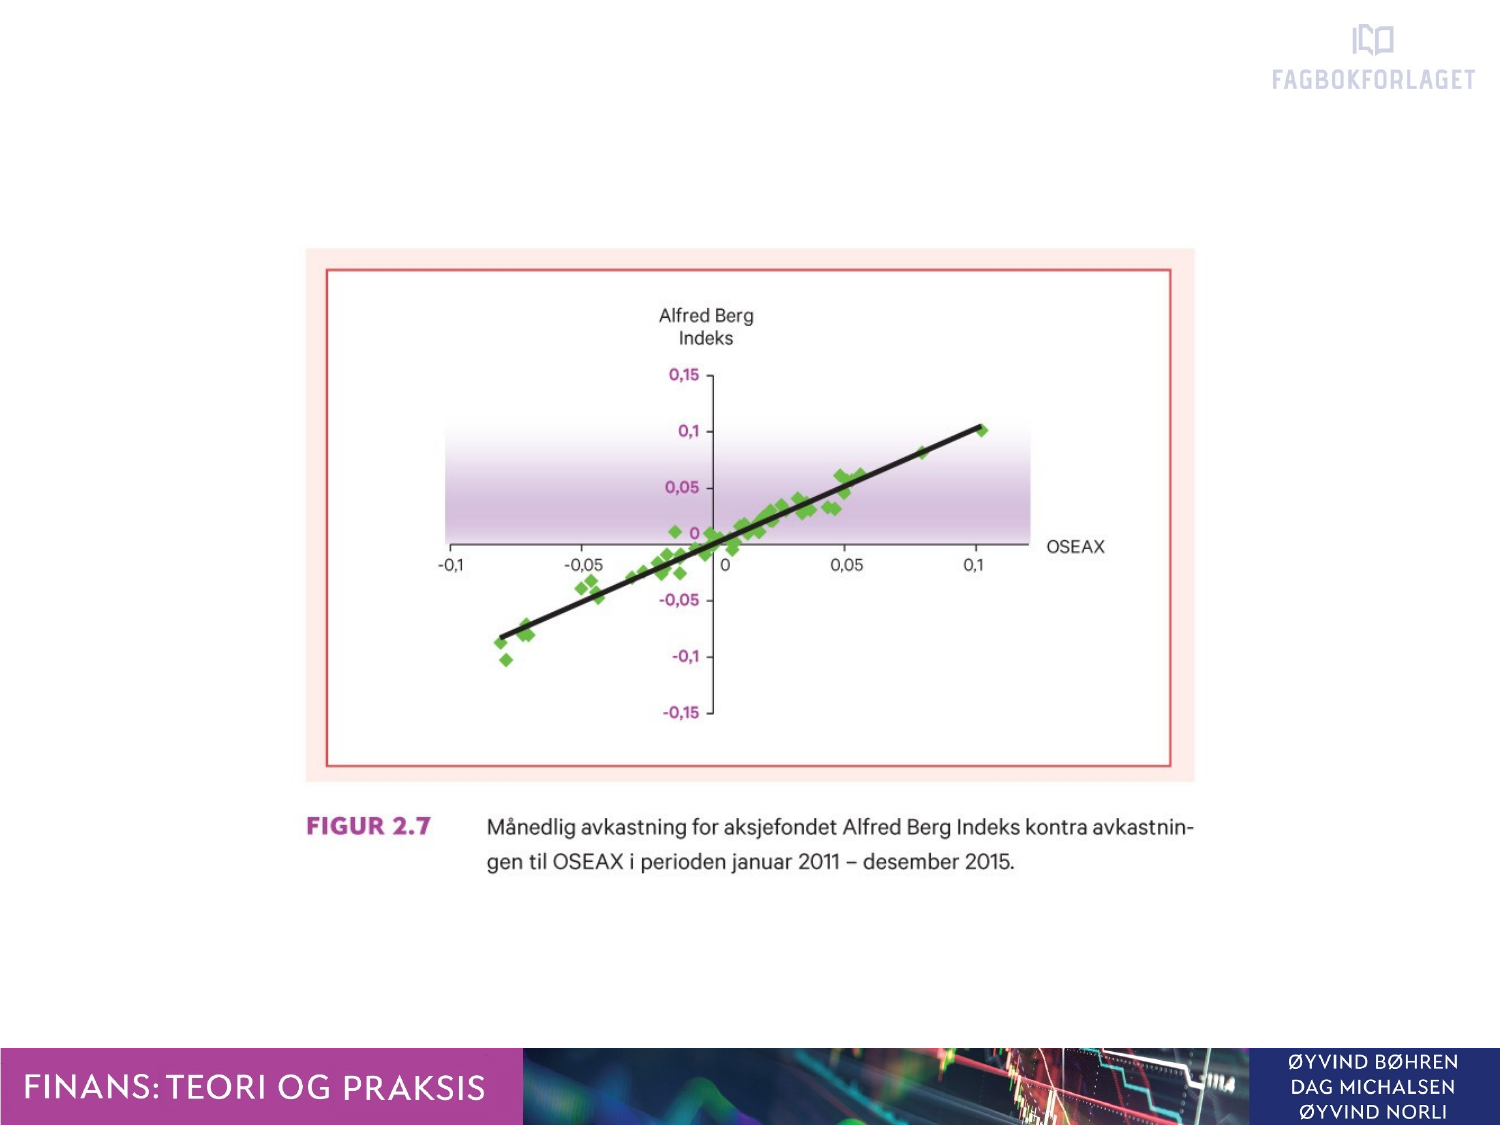 FAGBOKFORLAGET
Alfred Berg
Indeks
0,15
0,1
0,05
0
OSEAX
-0,1
-0,05
0
0,05
0,1
-0,05
-0,1
-0,15
FIGUR 2.7 Månedlig avkastning for aksjefondet Alfred Berg Indeks kontra avkastnin-
gen til OSEAX i perioden januar 2011 – desember 2015.
FINANS: TEORI OG PRAKSIS
ØYVIND BØHREN
DAG MICHALSEN
ØYVIND NORLI